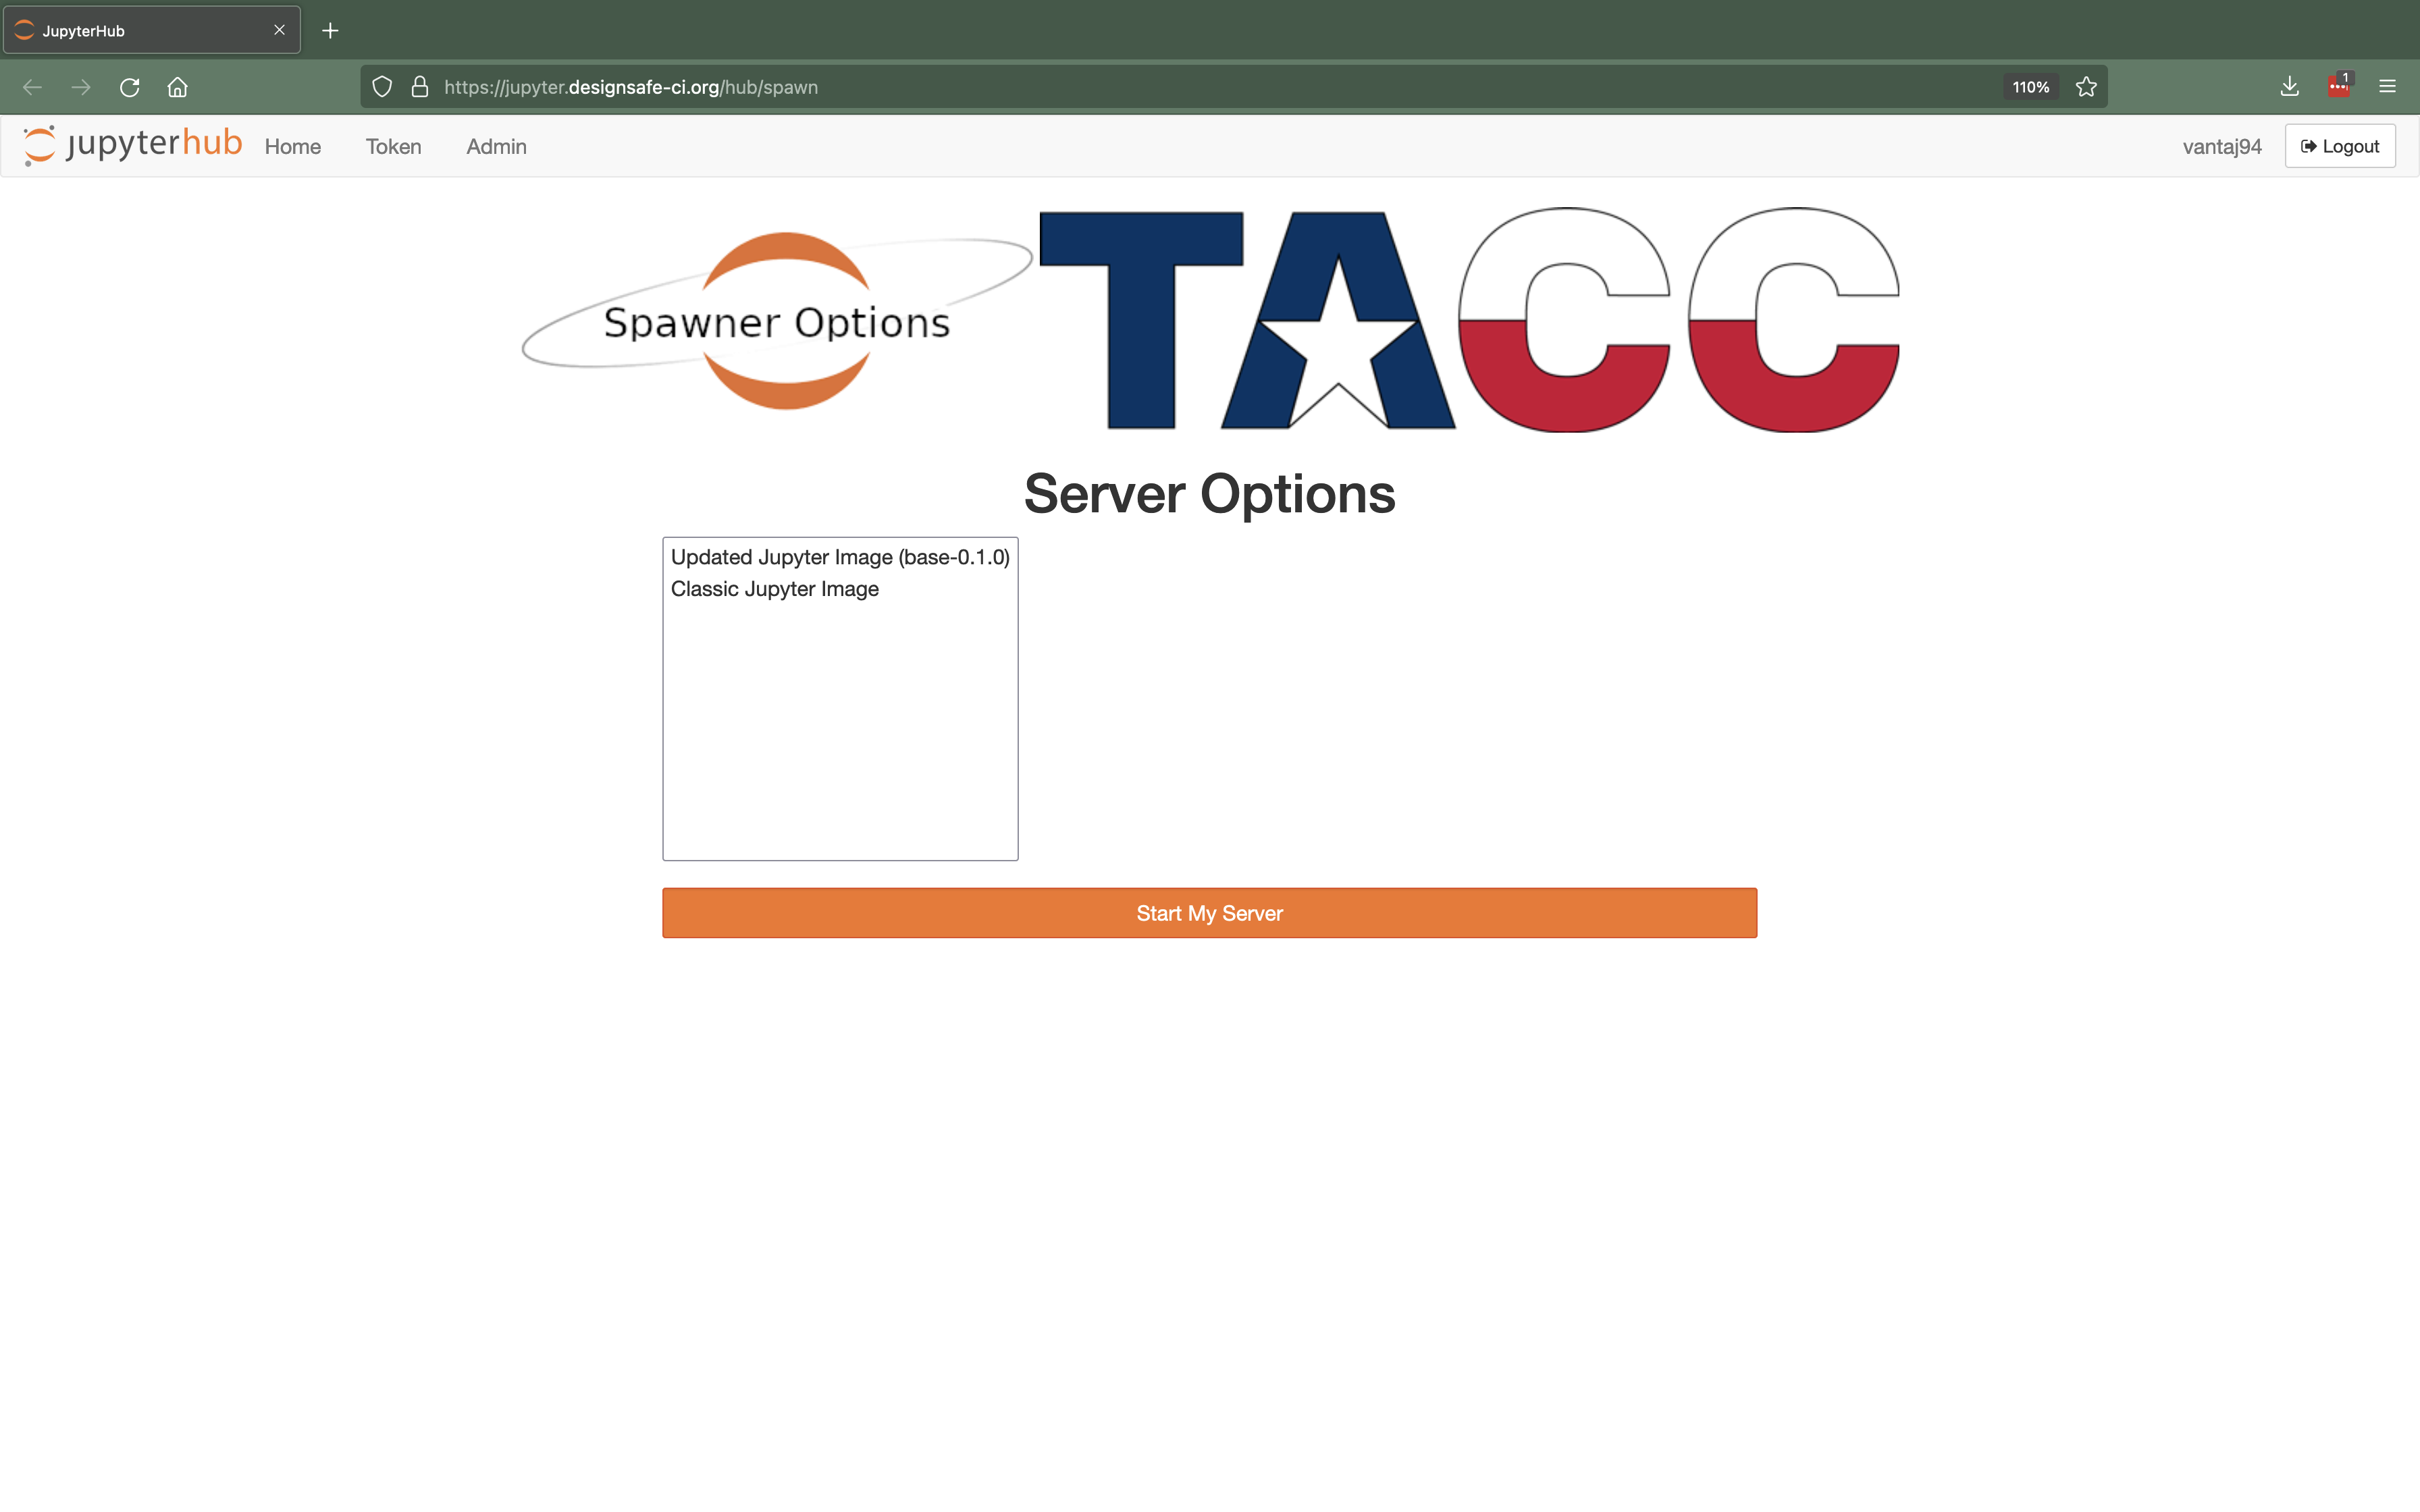 JupyterHub
https://jupyter.designsafe-ci.org/hub/spawn
110%
1
jupyterhub Home Token Admin vantaj94 Logout
Spawner Options TACC
Server Options
Updated Jupyter Image (base-0.1.0)
Classic Jupyter Image
Start My Server